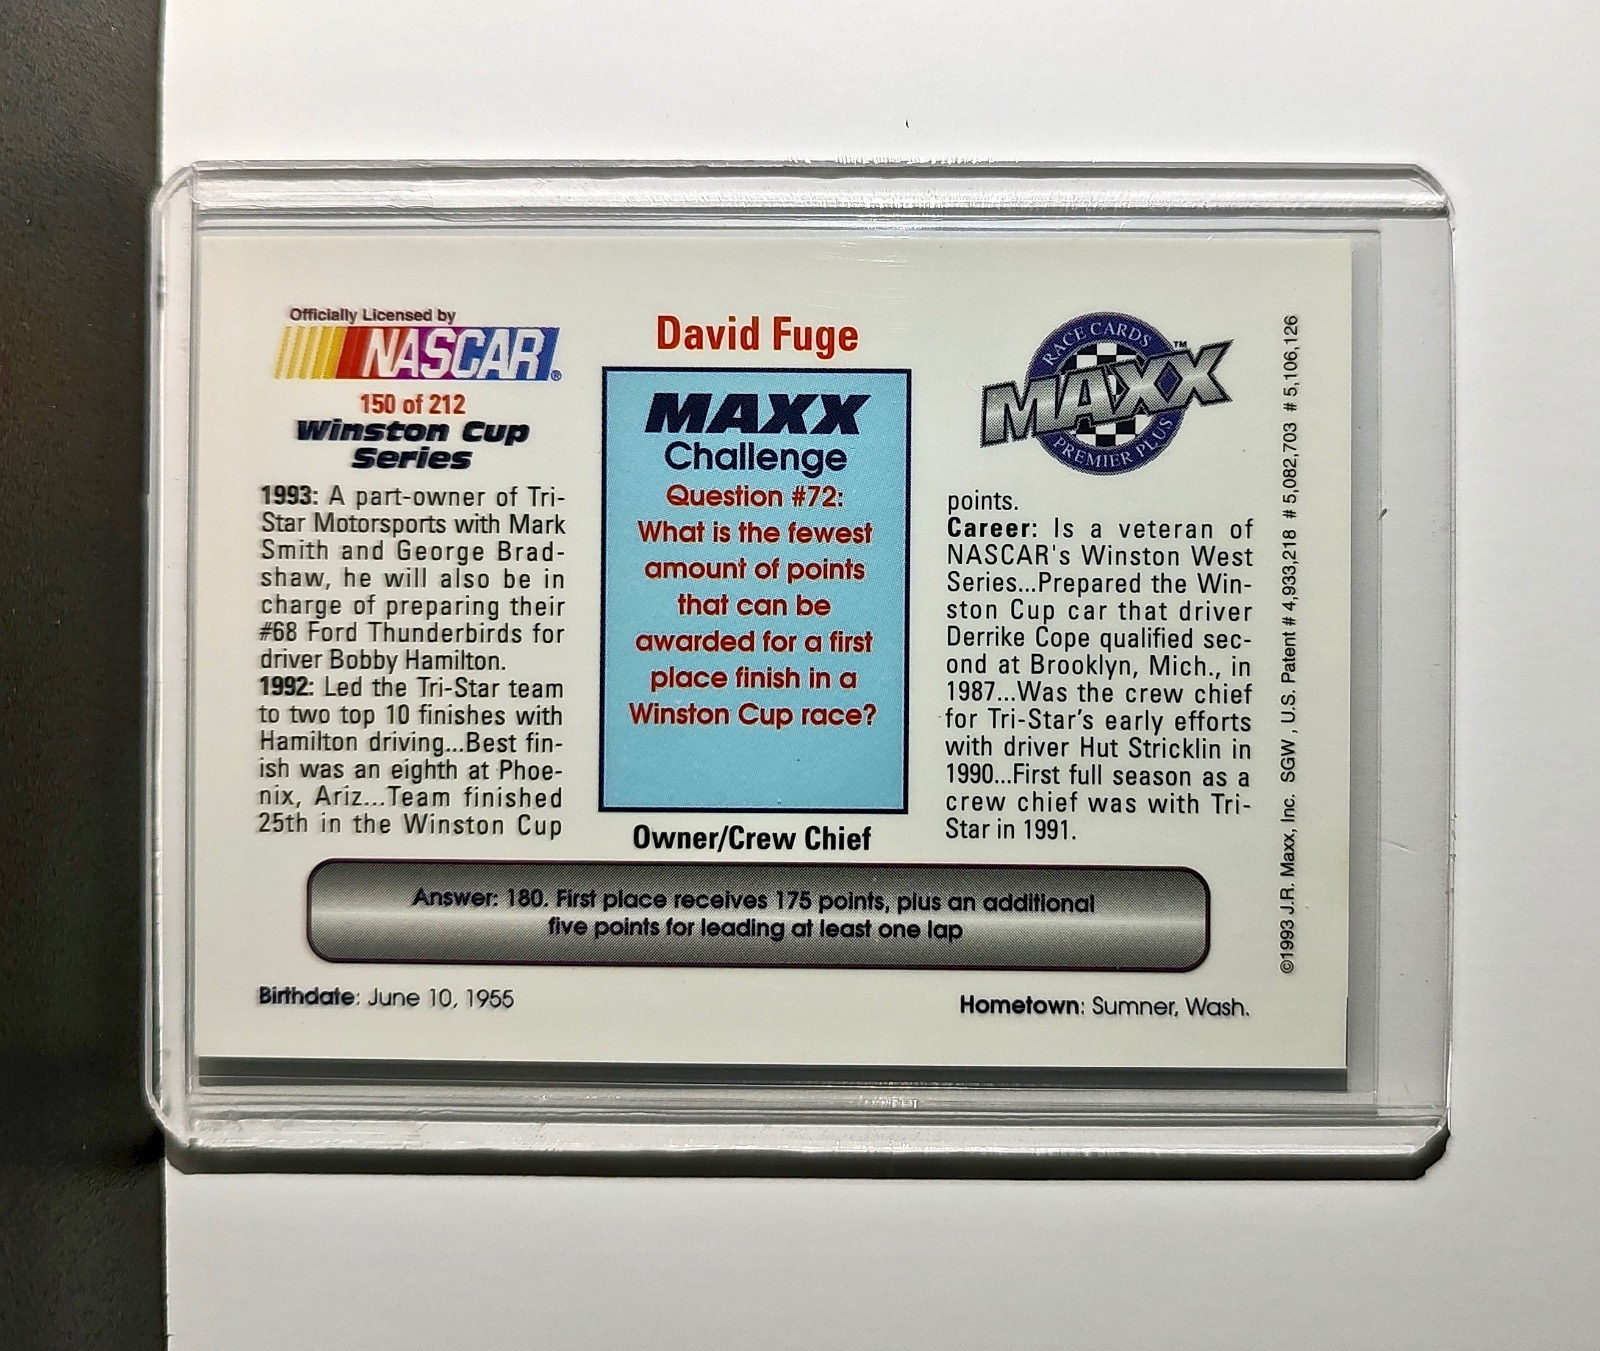 Officially Licensed by
NASCAR®
150 of 212
Winston Cup
Series
1993: A part-owner of Tri-
Star Motorsports with Mark
Smith and George Brad-
shaw, he will also be in
charge of preparing their
#68 Ford Thunderbirds for
driver Bobby Hamilton.
1992: Led the Tri-Star team
to two top 10 finishes with
Hamilton driving...Best fin-
ish was an eighth at Phoe-
nix, Ariz...Team finished
25th in the Winston Cup
David Fuge
MAXX
Challenge
Question #72:
What is the fewest
amount of points
that can be
awarded for a first
place finish in a
Winston Cup race?
Owner/Crew Chief
RACE CARDS
MAXX™
PREMIER PLUS
points.
Career: Is a veteran of
NASCAR's Winston West
Series...Prepared the Win-
ston Cup car that driver
Derrike Cope qualified sec-
ond at Brooklyn, Mich., in
1987...Was the crew chief
for Tri-Star's early efforts
with driver Hut Stricklin in
1990...First full season as a
crew chief was with Tri-
Star in 1991.
Answer: 180. First place receives 175 points, plus an additional
five points for leading at least one lap
Birthdate: June 10, 1955
Hometown: Sumner, Wash.
©1993 J.R. Maxx, Inc. SGW , U.S. Patent # 4,933,218 # 5,082,703 # 5,106,126